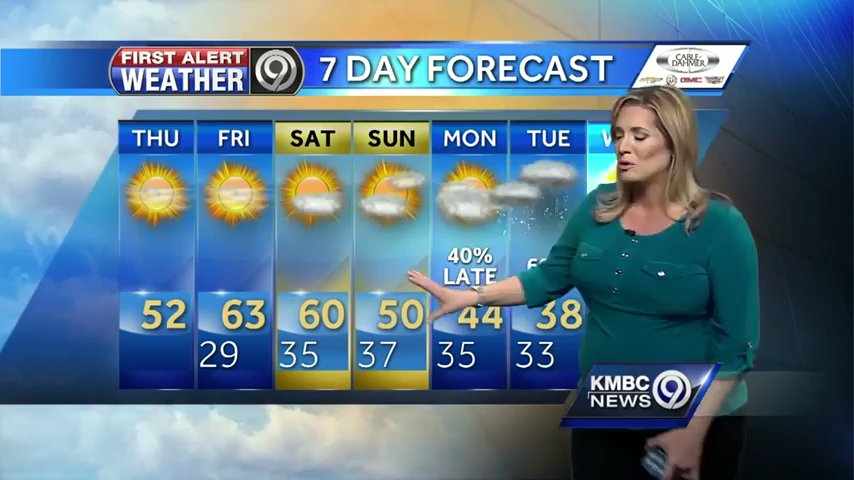 FIRST ALERT
WEATHER 9
7 DAY FORECAST
CABLE
DAHMER
GMC
THU FRI SAT SUN MON TUE W
40%
LATE
52 63 60 50 44 38
29 35 37 35 33
KMBC 9
NEWS